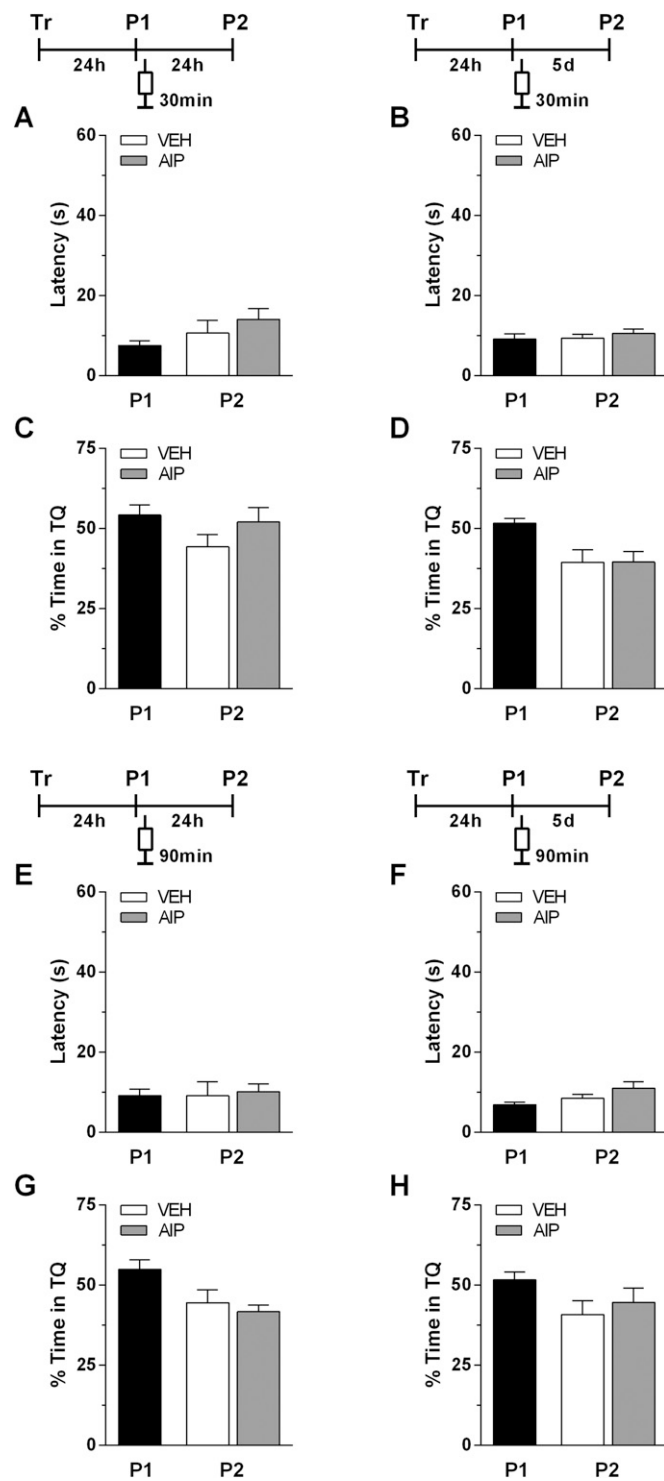 Tr P1 P2
24h 24h
30min
Tr P1 P2
24h 5d
30min
A
VEH
AIP
Latency (s)
60
40
20
0
P1 P2
B
VEH
AIP
Latency (s)
60
40
20
0
P1 P2
C
VEH
AIP
% Time in TQ
75
50
25
0
P1 P2
D
VEH
AIP
% Time in TQ
75
50
25
0
P1 P2
Tr P1 P2
24h 24h
90min
Tr P1 P2
24h 5d
90min
E
VEH
AIP
Latency (s)
60
40
20
0
P1 P2
F
VEH
AIP
Latency (s)
60
40
20
0
P1 P2
G
VEH
AIP
% Time in TQ
75
50
25
0
P1 P2
H
VEH
AIP
% Time in TQ
75
50
25
0
P1 P2